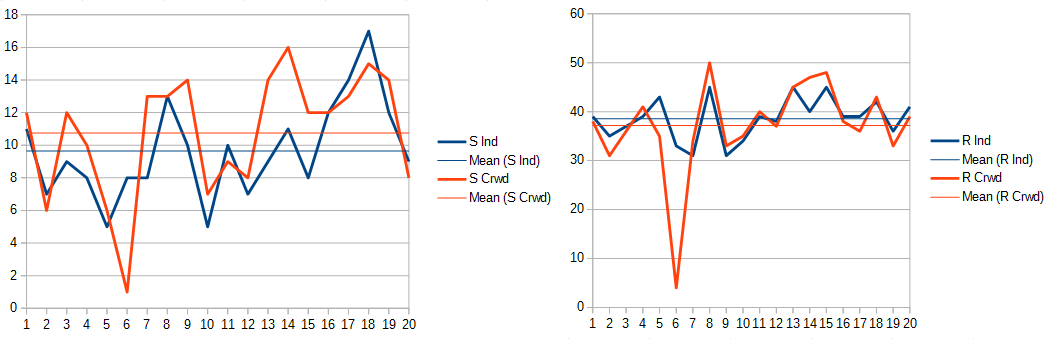 18
16
14
12
10
8
6
4
2
0
1 2 3 4 5 6 7 8 9 10 11 12 13 14 15 16 17 18 19 20
S Ind
Mean (S Ind)
S Crwd
Mean (S Crwd)
60
50
40
30
20
10
0
1 2 3 4 5 6 7 8 9 10 11 12 13 14 15 16 17 18 19 20
R Ind
Mean (R Ind)
R Crwd
Mean (R Crwd)